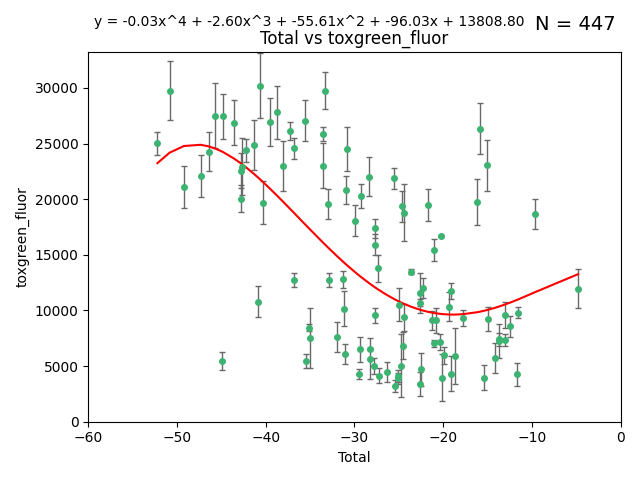 y = -0.03x^4 + -2.60x^3 + -55.61x^2 + -96.03x + 13808.80 N = 447
Total vs toxgreen_fluor
30000
25000
20000
15000
10000
5000
0
toxgreen_fluor
−60 −50 −40 −30 −20 −10 0
Total